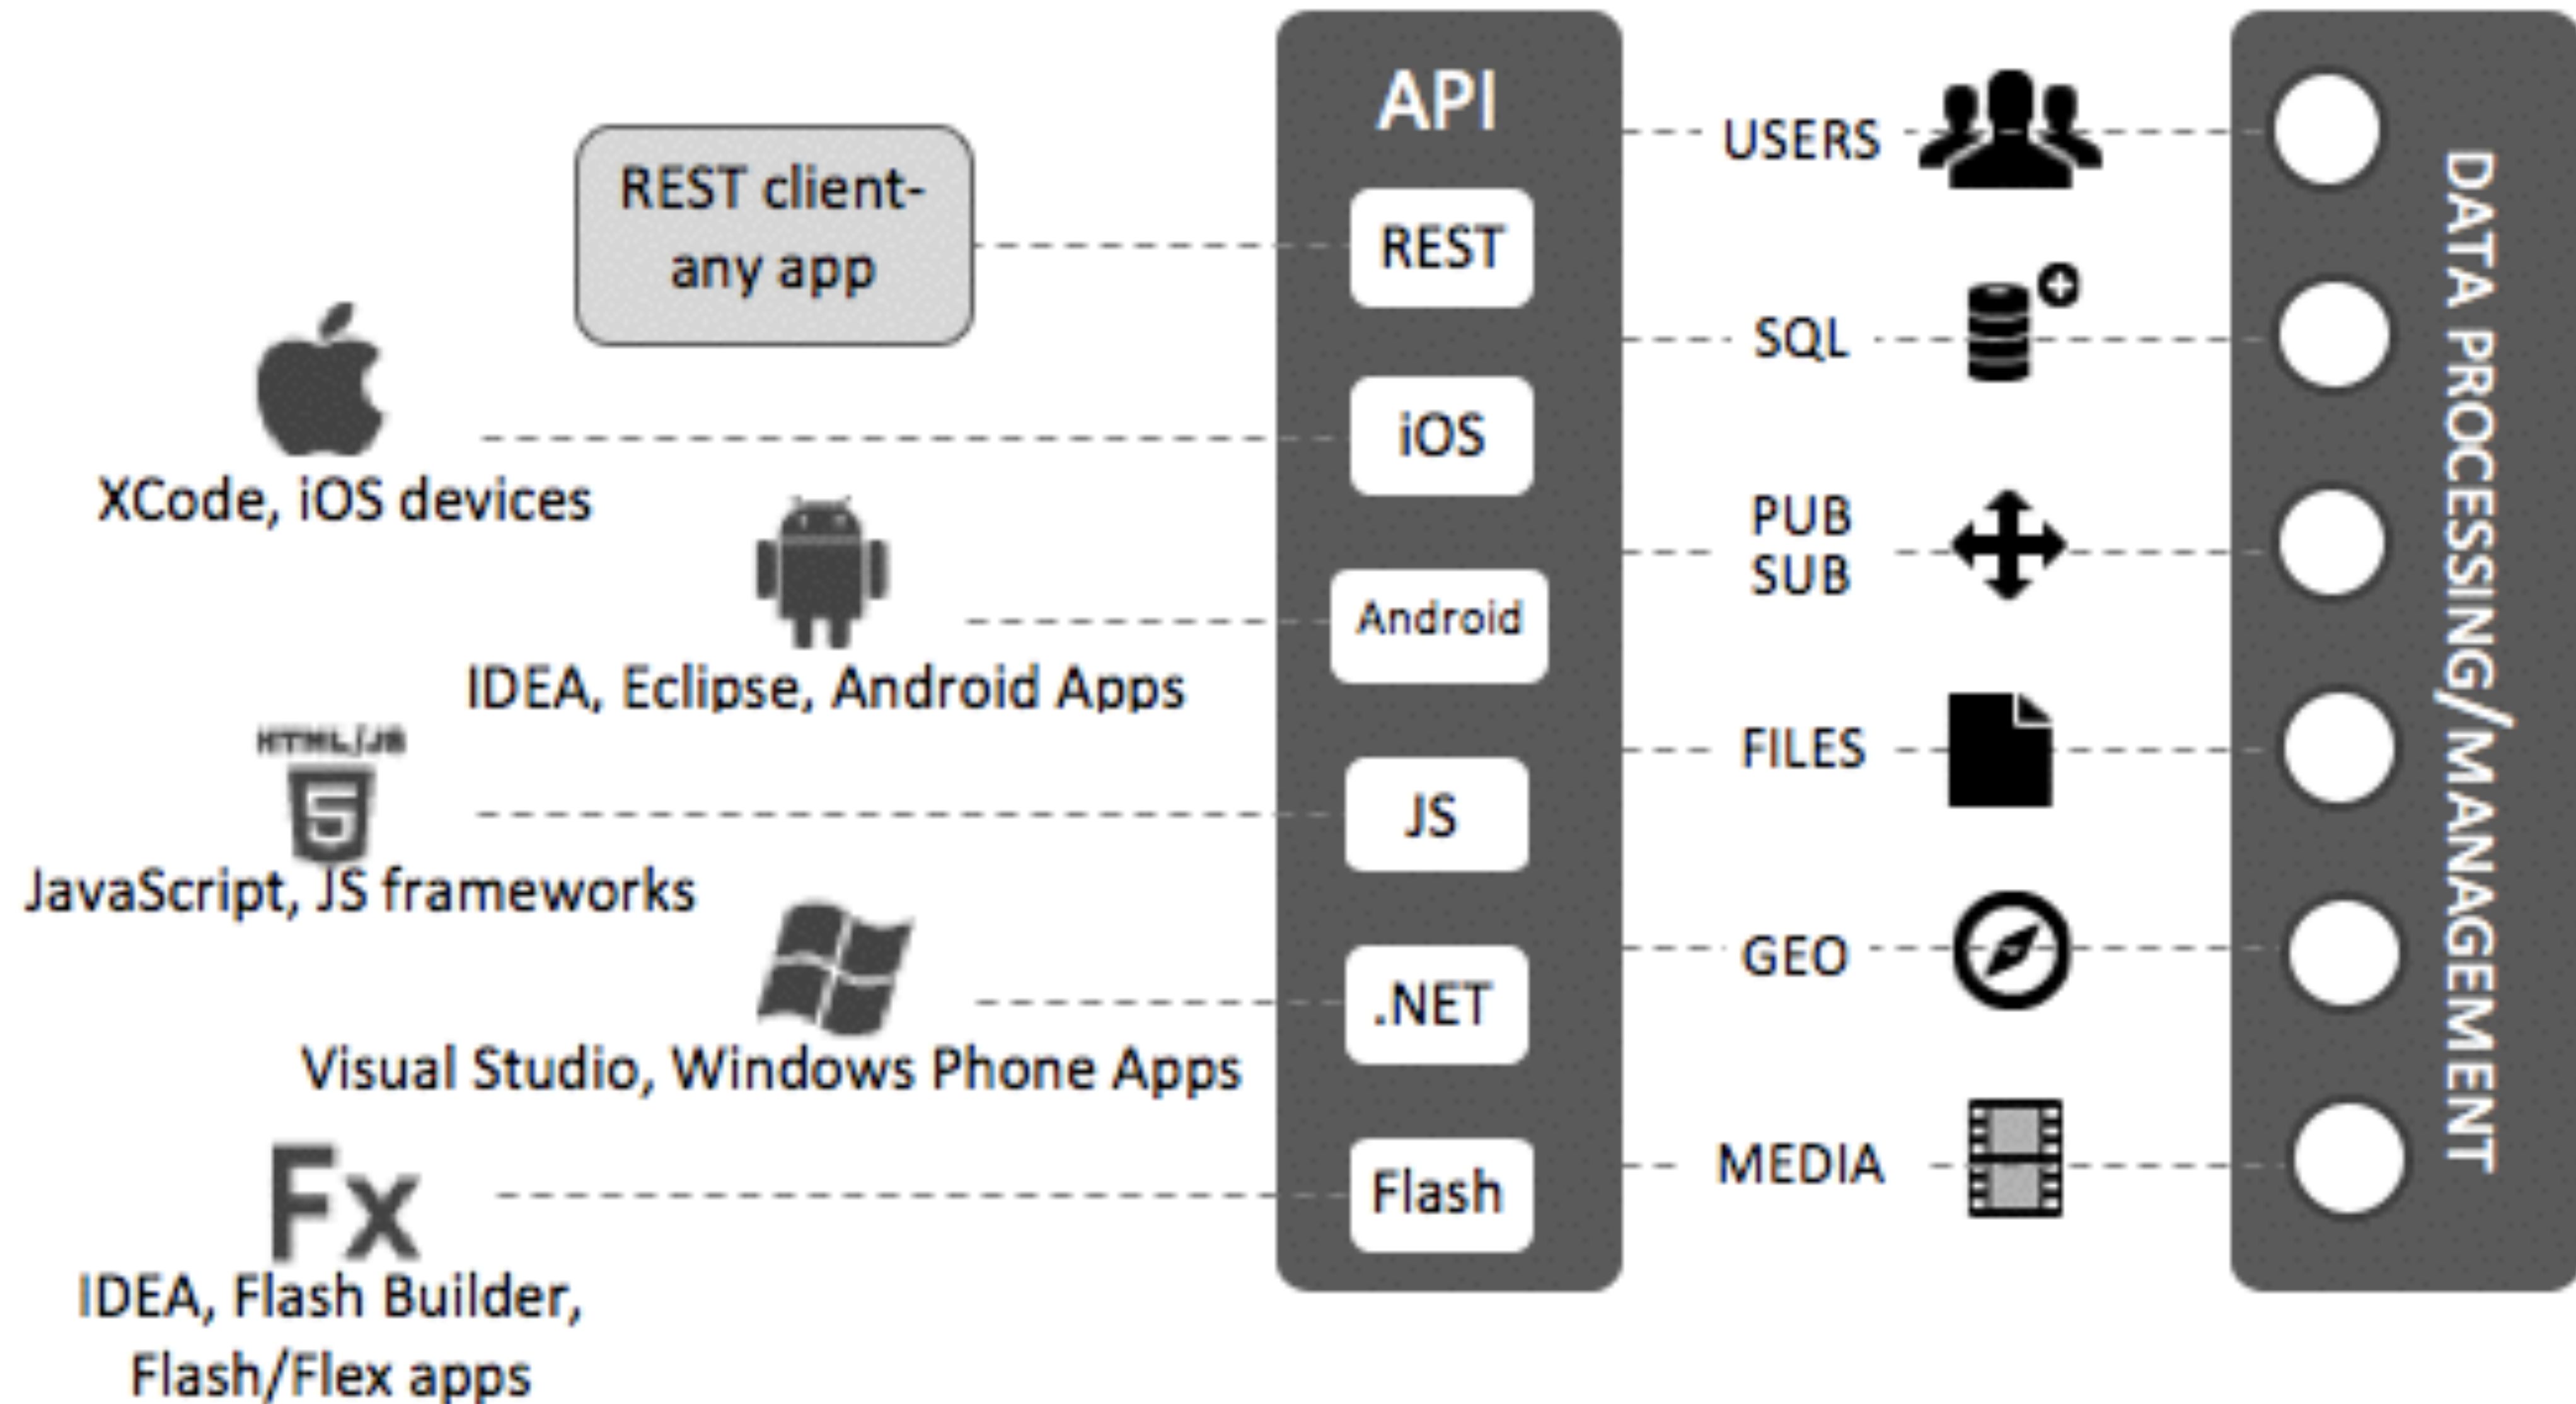 API
REST client-
any app
REST
XCode, iOS devices
iOS
IDEA, Eclipse, Android Apps
Android
HTML/JS
5
JavaScript, JS frameworks
JS
Visual Studio, Windows Phone Apps
.NET
Fx
IDEA, Flash Builder,
Flash/Flex apps
Flash
USERS
SQL
PUB
SUB
FILES
GEO
MEDIA
DATA PROCESSING/MANAGEMENT